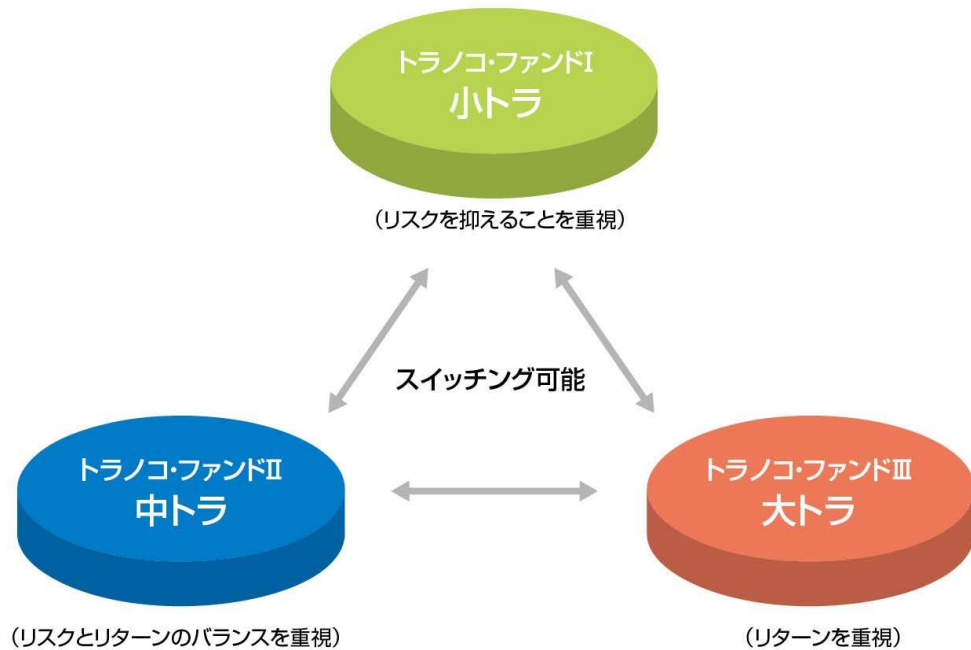 トラノコ・ファンドⅠ
小トラ
（リスクを抑えることを重視）
スイッチング可能
トラノコ・ファンドⅡ
中トラ
（リスクとリターンのバランスを重視）
トラノコ・ファンドⅢ
大トラ
（リターンを重視）